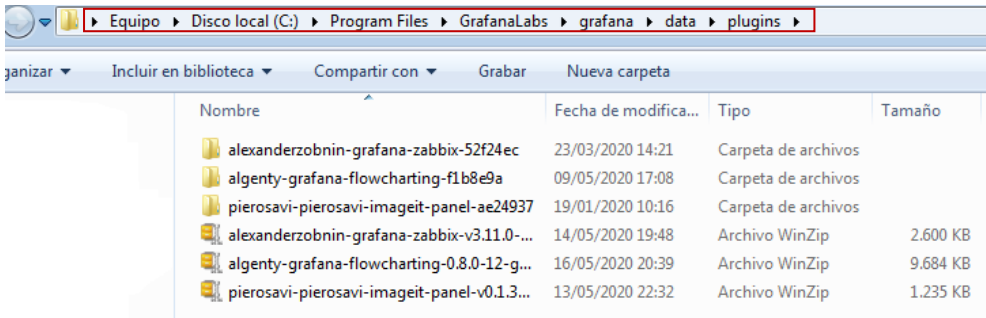 Equipo ▸ Disco local (C:) ▸ Program Files ▸ GrafanaLabs ▸ grafana ▸ data ▸ plugins ▸
ganizar ▾ Incluir en biblioteca ▾ Compartir con ▾ Grabar Nueva carpeta
Nombre Fecha de modifica... Tipo Tamaño
alexanderzobnin-grafana-zabbix-52f24ec 23/03/2020 14:21 Carpeta de archivos
algenty-grafana-flowcharting-f1b8e9a 09/05/2020 17:08 Carpeta de archivos
pierosavi-pierosavi-imageit-panel-ae24937 19/01/2020 10:16 Carpeta de archivos
alexanderzobnin-grafana-zabbix-v3.11.0-... 14/05/2020 19:48 Archivo WinZip 2.600 KB
algenty-grafana-flowcharting-0.8.0-12-g... 16/05/2020 20:39 Archivo WinZip 9.684 KB
pierosavi-pierosavi-imageit-panel-v0.1.3... 13/05/2020 22:32 Archivo WinZip 1.235 KB